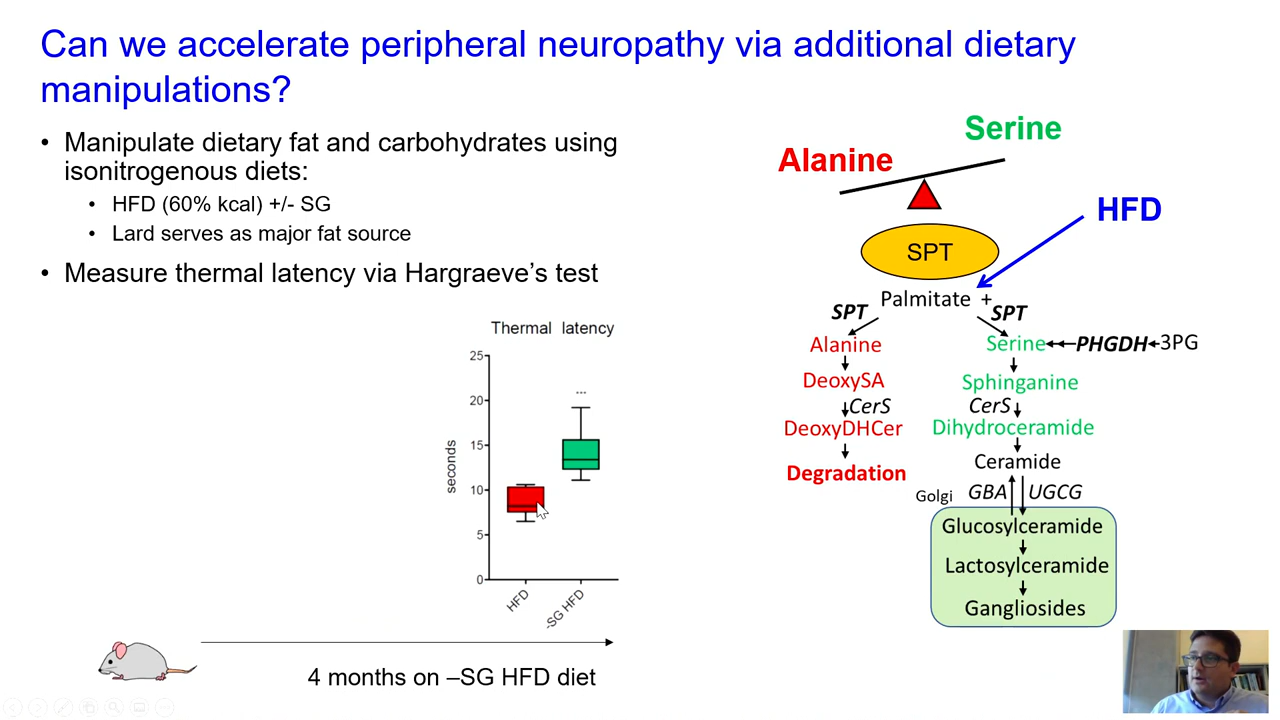 Can we accelerate peripheral neuropathy via additional dietary
manipulations?
• Manipulate dietary fat and carbohydrates using
isonitrogenous diets:
• HFD (60% kcal) +/- SG
• Lard serves as major fat source
• Measure thermal latency via Hargraeve's test
Thermal latency
25
20
15
10
5
0
seconds
***
HFD
-SG HFD
4 months on –SG HFD diet
Serine
Alanine
HFD
SPT
Palmitate +
SPT
SPT
Alanine
Serine
PHGDH
3PG
DeoxySA
Sphinganine
CerS
CerS
DeoxyDHCer
Dihydroceramide
Degradation
Ceramide
Golgi
GBA
UGCG
Glucosylceramide
Lactosylceramide
Gangliosides